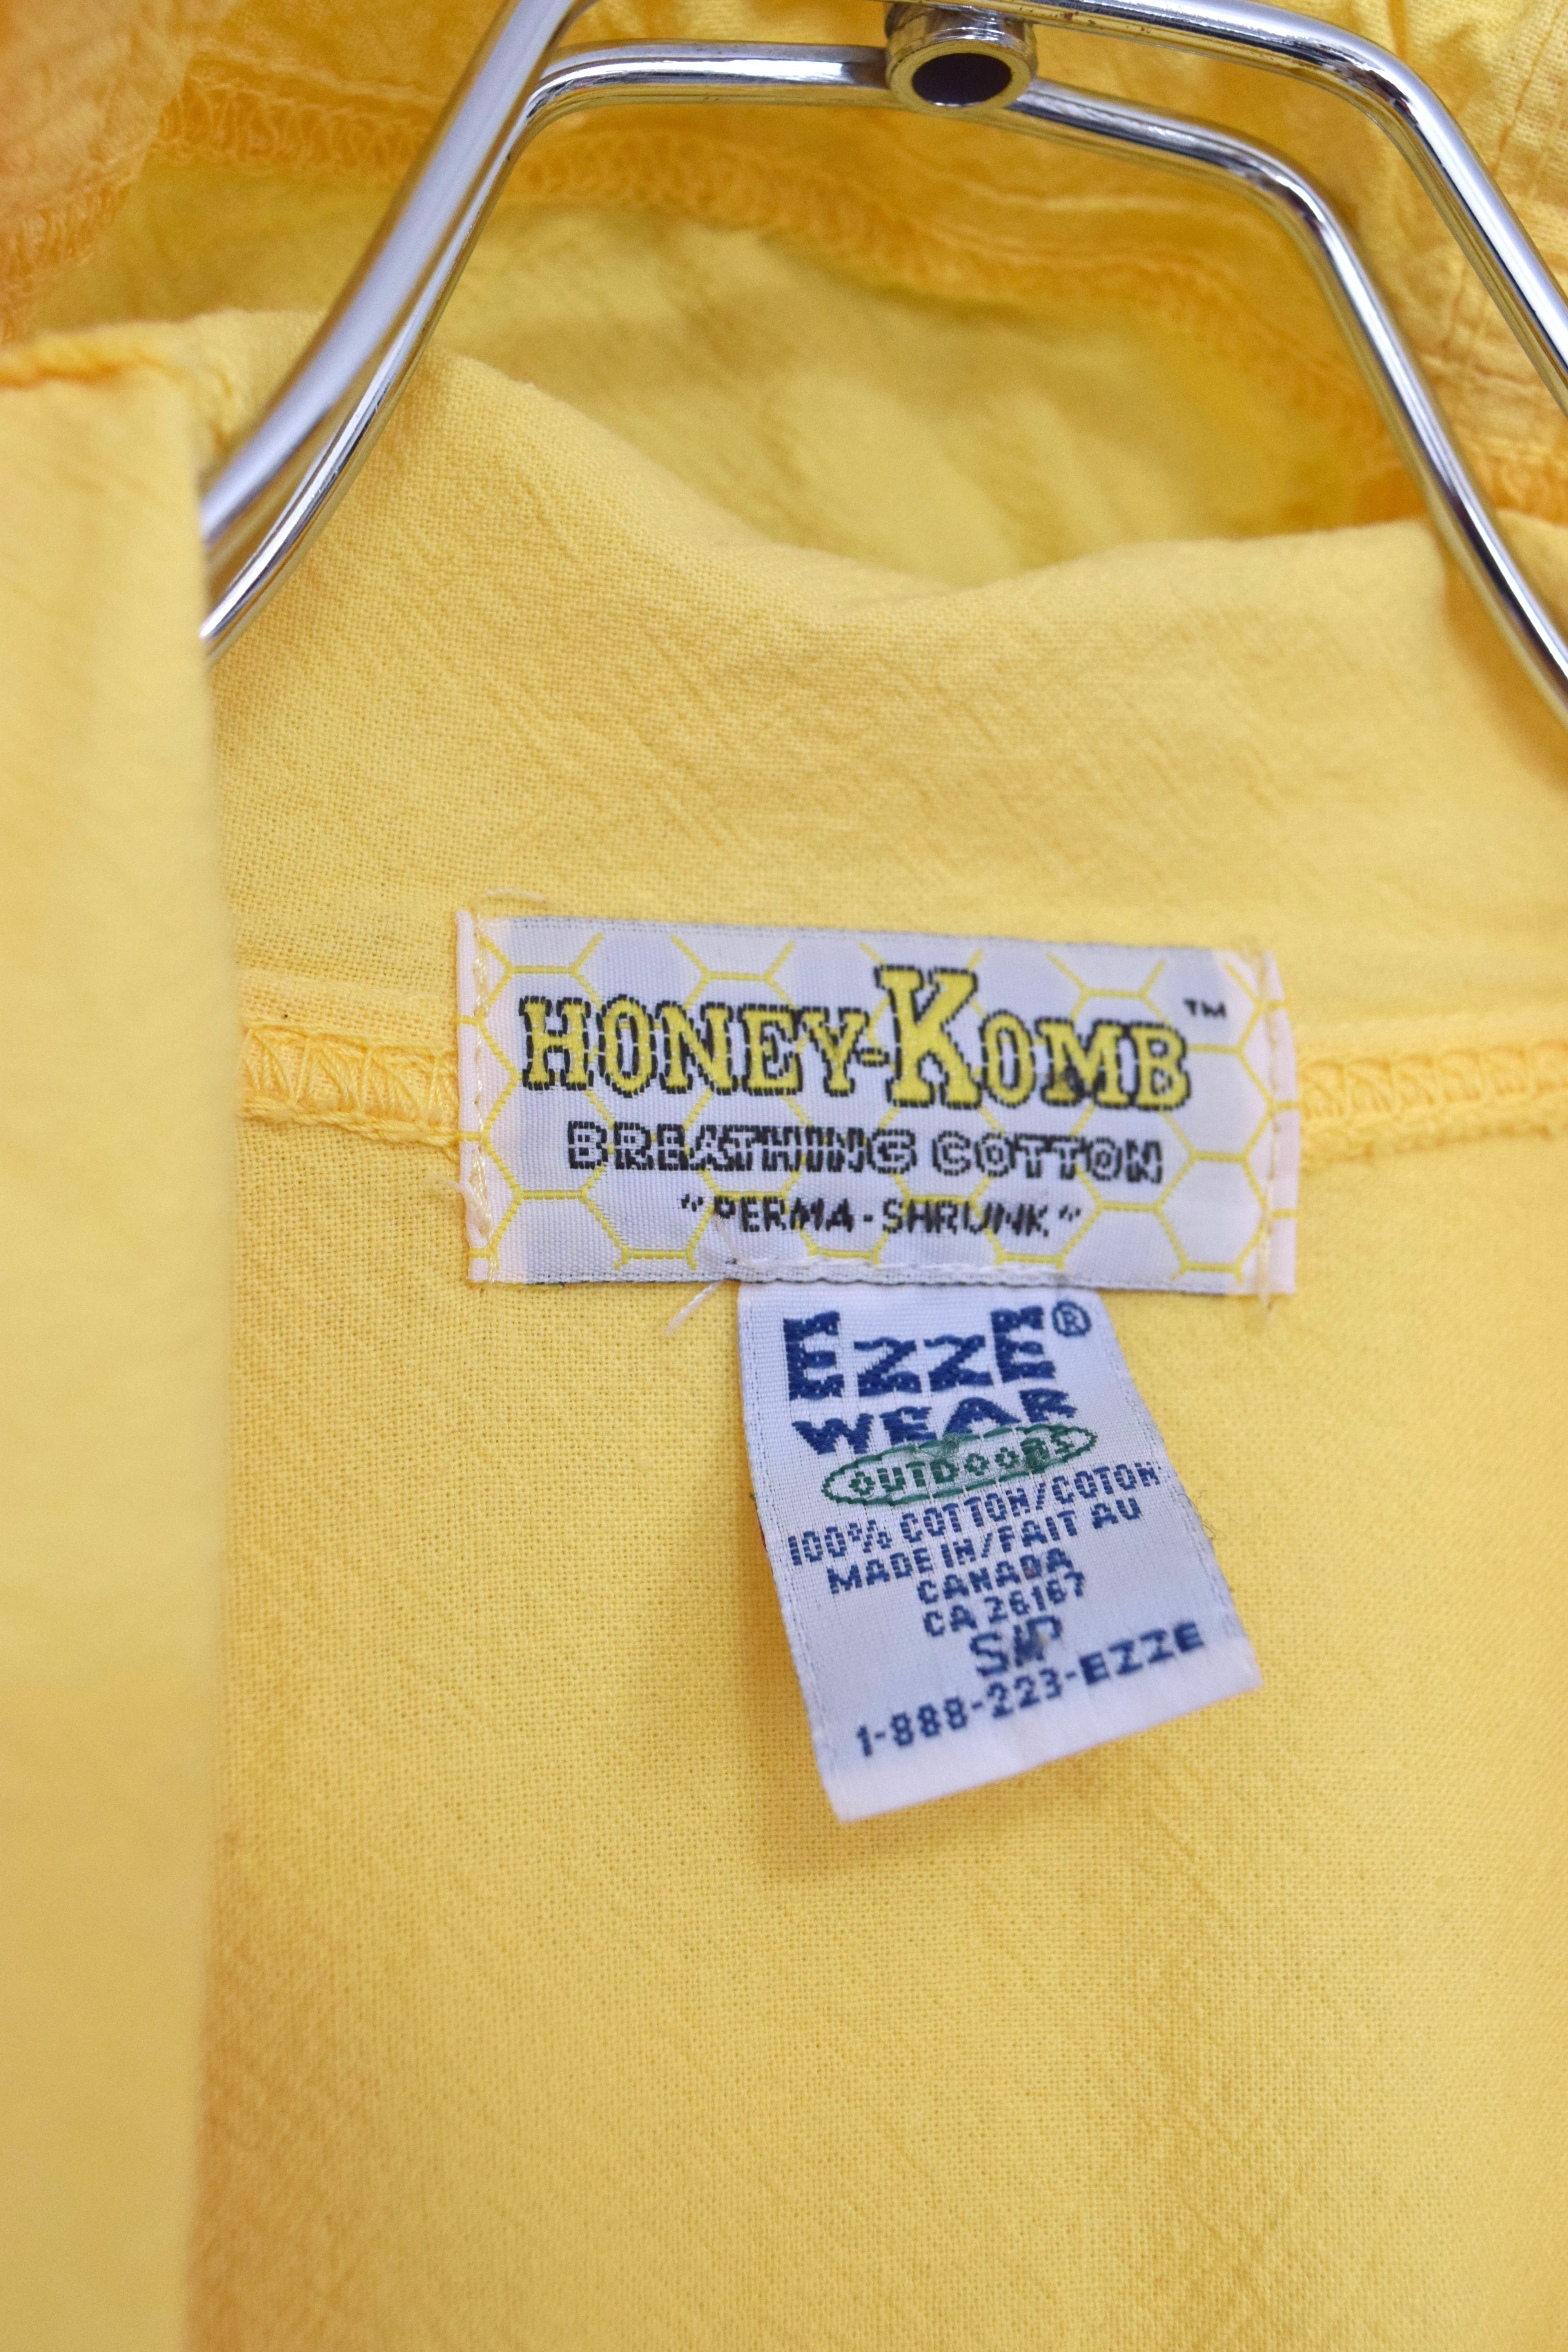 HONEY-KOMB™
BREATHING COTTON
"PERMA-SHRUNK"
EZZE®
WEAR
OUTDOORS
100% COTTON/COTON
MADE IN/FAIT AU
CANADA
CA 26167
S/P
1-888-223-EZZE